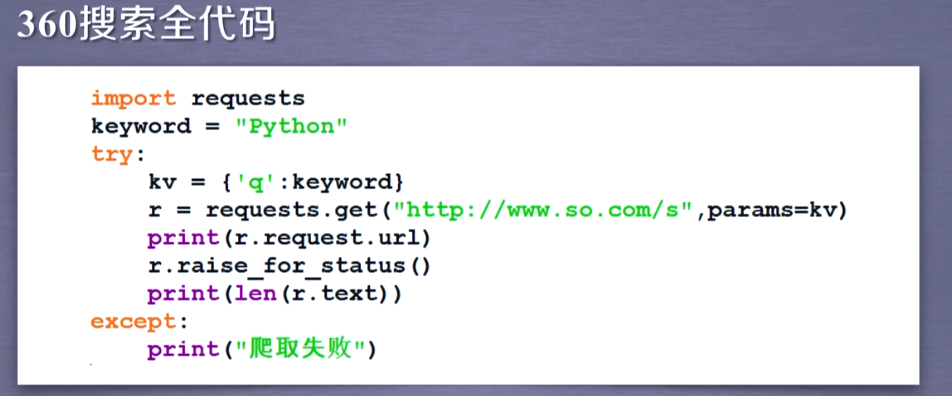 360搜索全代码
import requests
keyword = "Python"
try:
    kv = {'q':keyword}
    r = requests.get("http://www.so.com/s",params=kv)
    print(r.request.url)
    r.raise_for_status()
    print(len(r.text))
except:
    print("爬取失败")